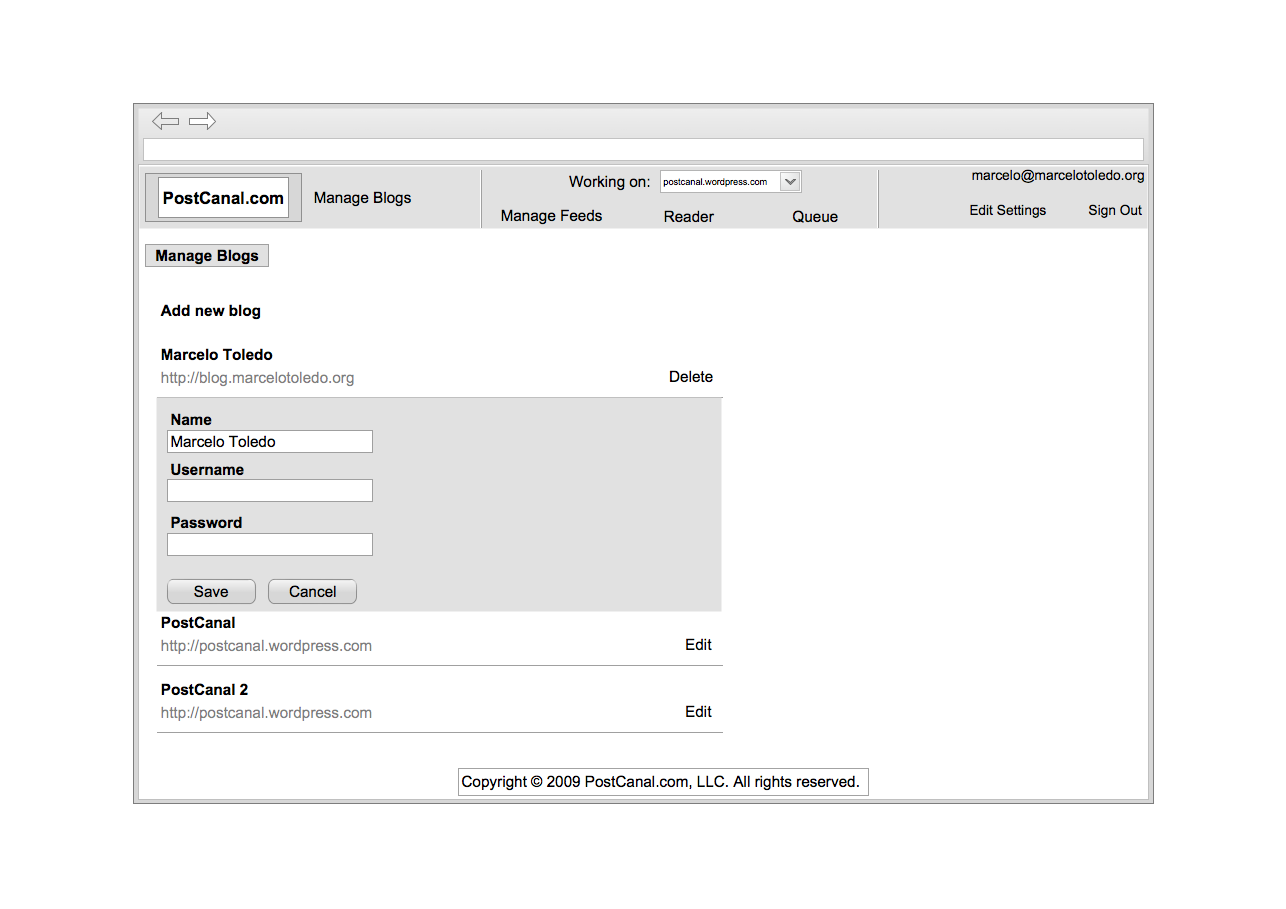 PostCanal.com
Manage Blogs
Working on: postcanal.wordpress.com
Manage Feeds Reader Queue
marcelo@marcelotoledo.org
Edit Settings Sign Out
Manage Blogs
Add new blog
Marcelo Toledo
http://blog.marcelotoledo.org Delete
Name
Marcelo Toledo
Username
Password
Save Cancel
PostCanal
http://postcanal.wordpress.com Edit
PostCanal 2
http://postcanal.wordpress.com Edit
Copyright © 2009 PostCanal.com, LLC. All rights reserved.